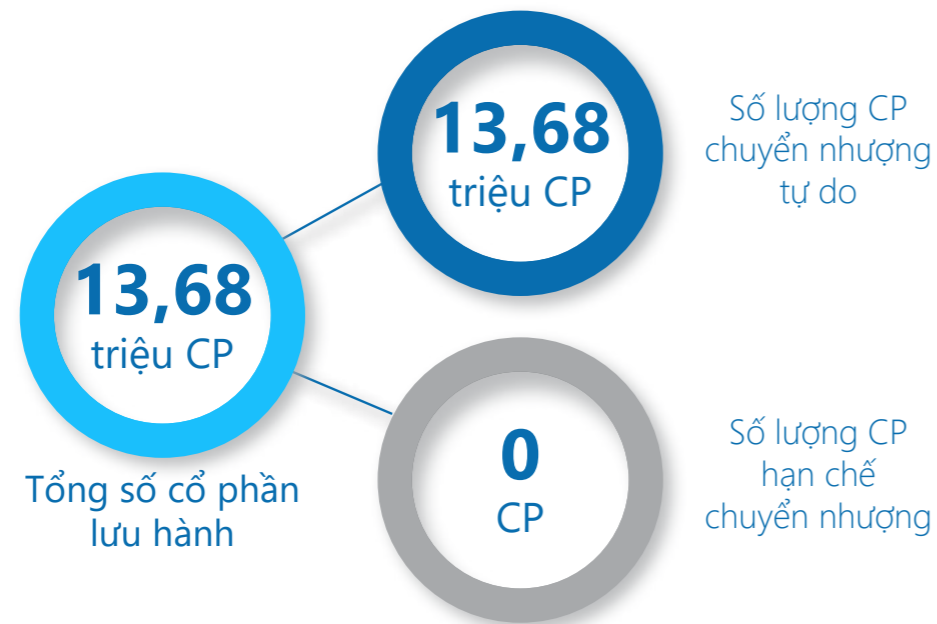 13,68
triệu CP
Tổng số cổ phần
lưu hành
13,68
triệu CP
Số lượng CP
chuyển nhượng
tự do
0
CP
Số lượng CP
hạn chế
chuyển nhượng